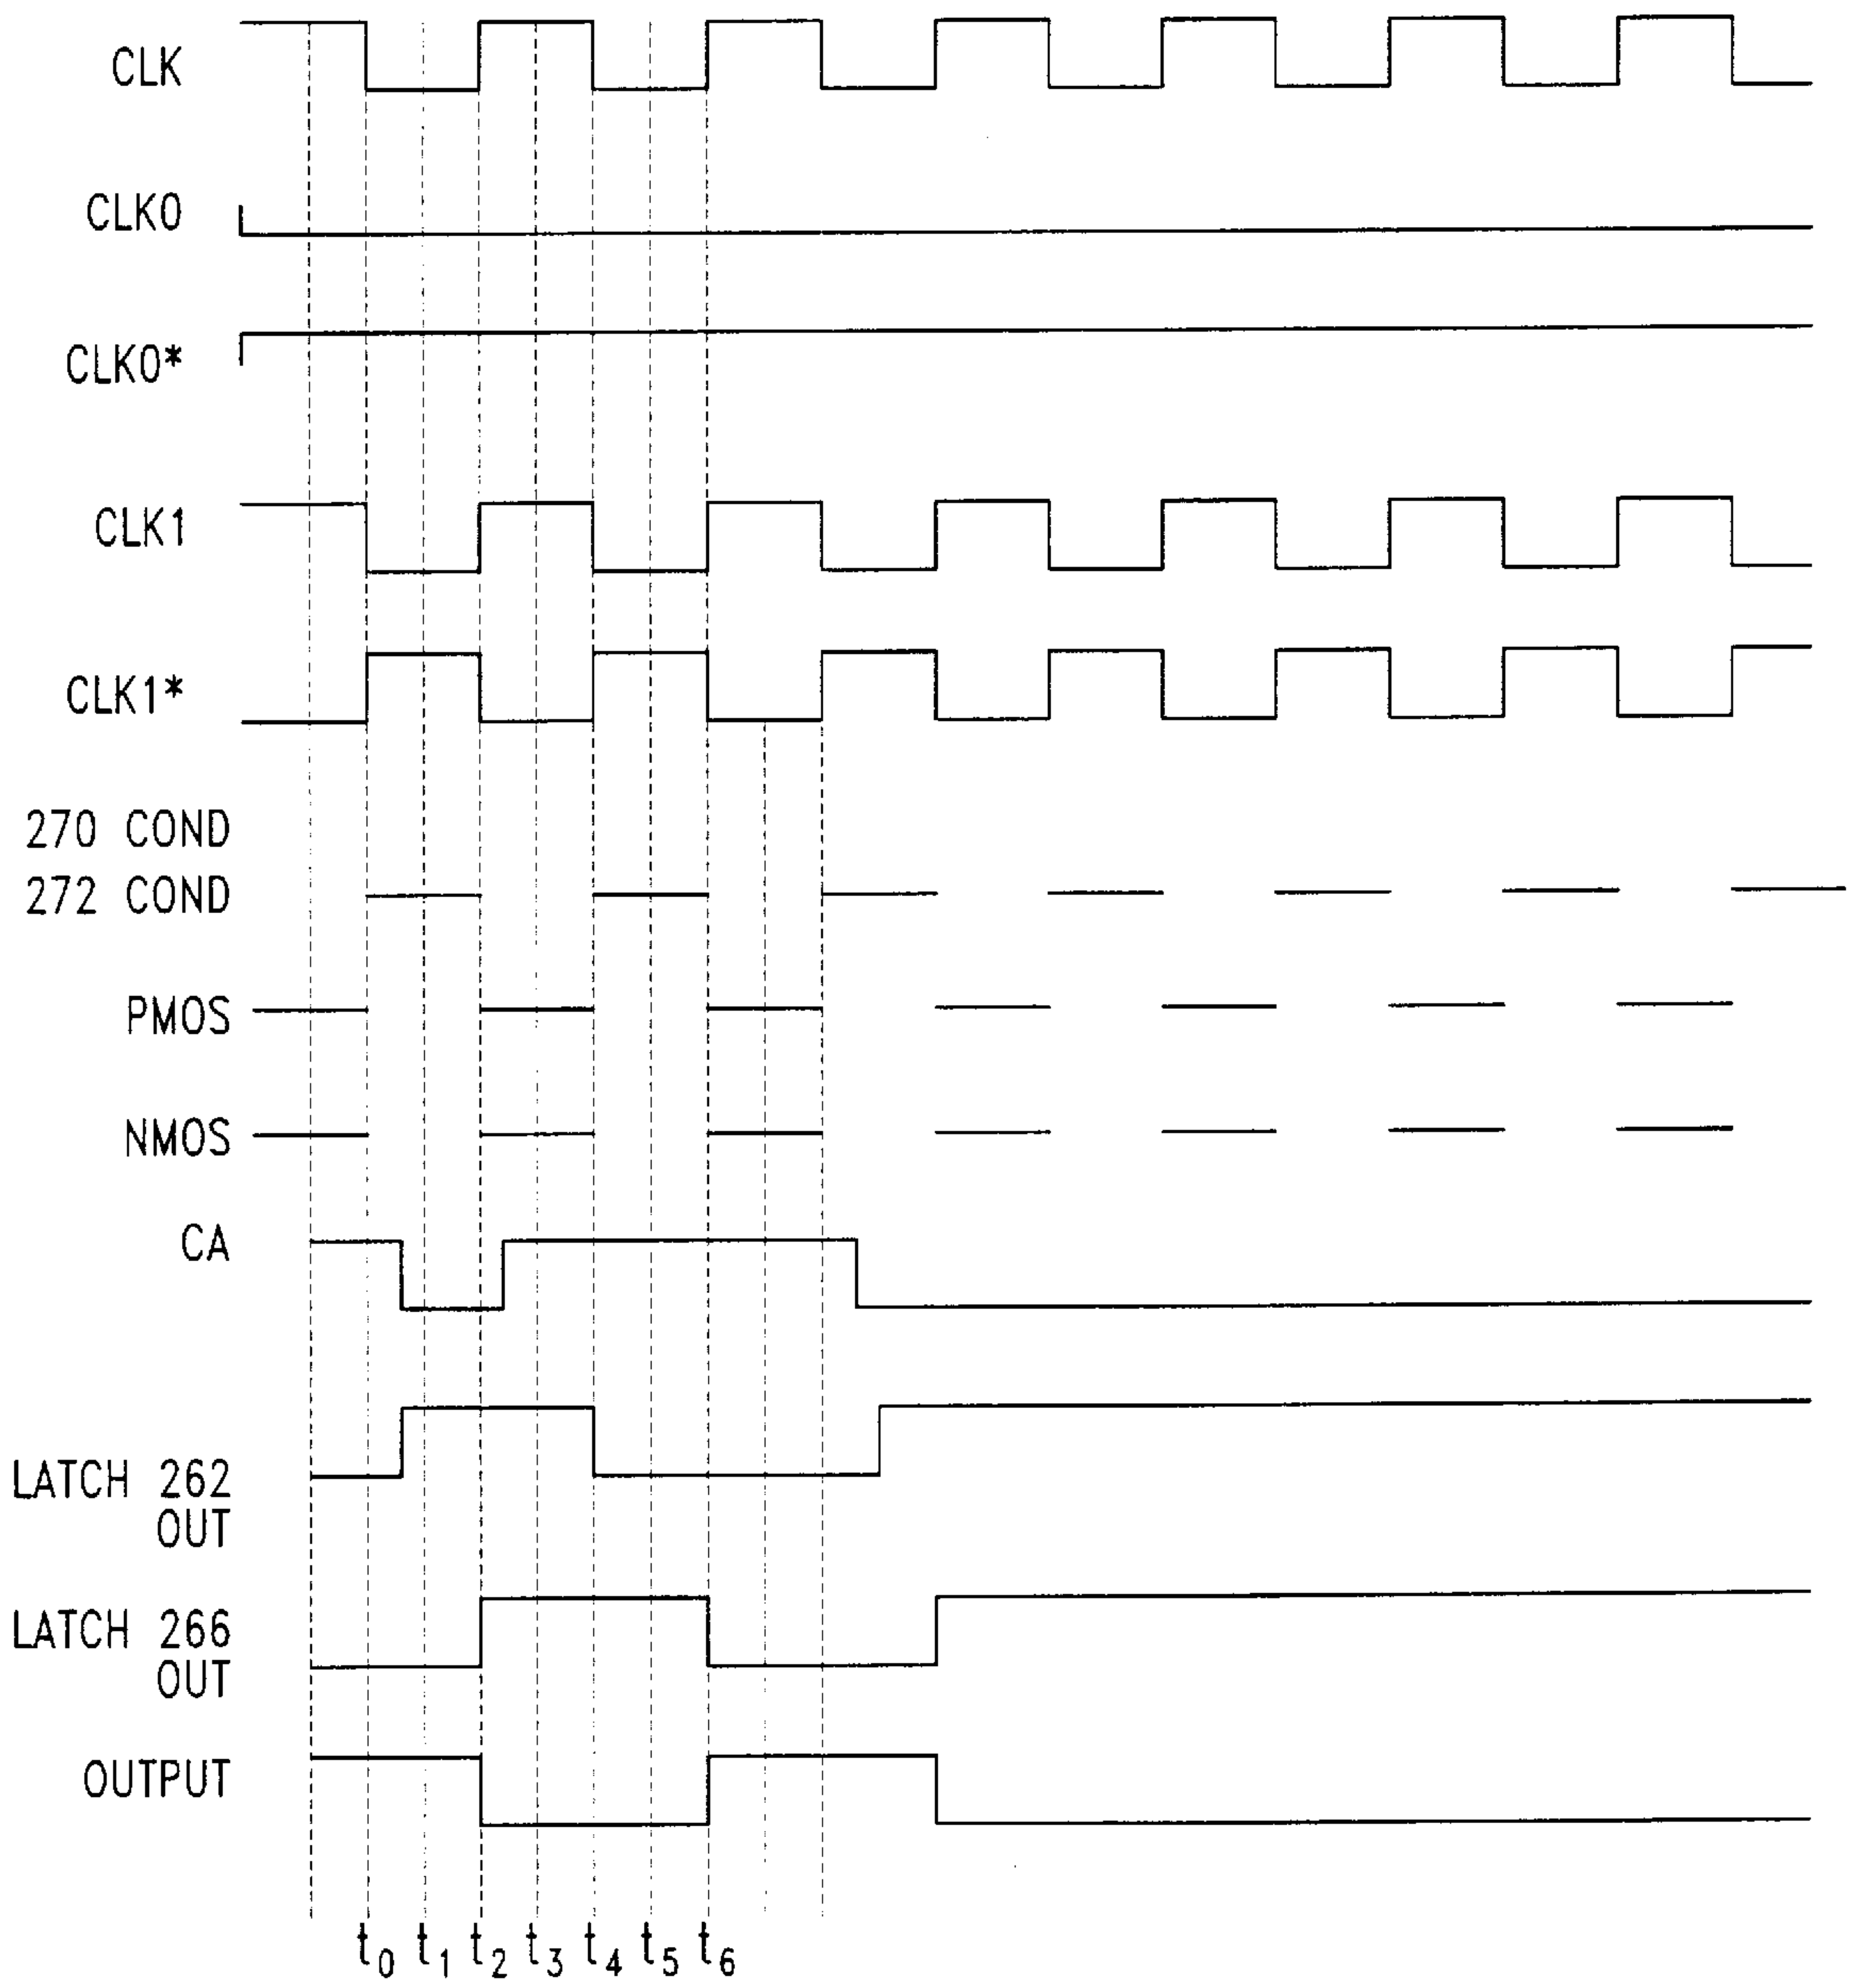 CLK
CLK0
CLK0*
CLK1
CLK1*
270 COND
272 COND
PMOS
NMOS
CA
LATCH 262
OUT
LATCH 266
OUT
OUTPUT
t0 t1 t2 t3 t4 t5 t6